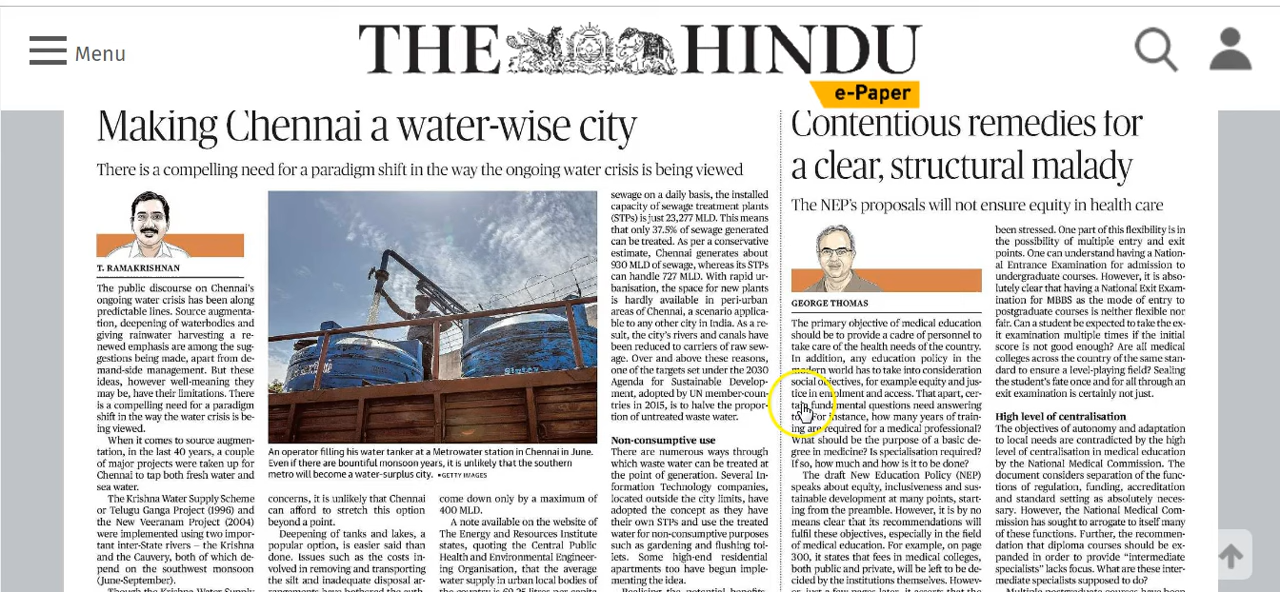 Menu
THE HINDU
e-Paper
Making Chennai a water-wise city
There is a compelling need for a paradigm shift in the way the ongoing water crisis is being viewed
T. RAMAKRISHNAN
The public discourse on Chennai's
ongoing water crisis has been along
predictable lines. Source augmenta-
tion, deepening of waterbodies and
giving rainwater harvesting a re-
newed emphasis are among the sug-
gestions being made, apart from de-
mand-side management. But these
ideas, however well-meaning they
may be, have their limitations. There
is a compelling need for a paradigm
shift in the way the water crisis is be-
ing viewed.
When it comes to source augmen-
tation, in the last 40 years, a couple
of major projects were taken up for
Chennai to tap both fresh water and
sea water.
The Krishna Water Supply Scheme
or Telugu Ganga Project (1996) and
the New Veeranam Project (2004)
were implemented using two impor-
tant inter-State rivers – the Krishna
and the Cauvery, both of which de-
pend on the southwest monsoon
(June-September).
Though the Krishna Water Supply
An operator filling his water tanker at a Metrowater station in Chennai in June.
Even if there are bountiful monsoon years, it is unlikely that the southern
metro will become a water-surplus city. •GETTY IMAGES
concerns, it is unlikely that Chennai
can afford to stretch this option
beyond a point.
Deepening of tanks and lakes, a
popular option, is easier said than
done. Issues such as the costs in-
volved in removing and transporting
the silt and inadequate disposal ar-
rangements have bothered the auth-
come down only by a maximum of
400 MLD.
A note available on the website of
The Energy and Resources Institute
states, quoting the Central Public
Health and Environmental Engineer-
ing Organisation, that the average
water supply in urban local bodies of
the country is 69.25 litres per capita
sewage on a daily basis, the installed
capacity of sewage treatment plants
(STPs) is just 23,277 MLD. This means
that only 37.5% of sewage generated
can be treated. As per a conservative
estimate, Chennai generates about
930 MLD of sewage, whereas its STPs
can handle 727 MLD. With rapid ur-
banisation, the space for new plants
is hardly available in peri-urban
areas of Chennai, a scenario applica-
ble to any other city in India. As a re-
sult, the city's rivers and canals have
been reduced to carriers of raw sew-
age. Over and above these reasons,
one of the targets set under the 2030
Agenda for Sustainable Develop-
ment, adopted by UN member-coun-
tries in 2015, is to halve the propor-
tion of untreated waste water.
Non-consumptive use
There are numerous ways through
which waste water can be treated at
the point of generation. Several In-
formation Technology companies,
located outside the city limits, have
adopted the concept as they have
their own STPs and use the treated
water for non-consumptive purposes
such as gardening and flushing toi-
lets. Some high-end residential
apartments too have begun imple-
menting the idea.
Realising the potential benefits,
Contentious remedies for
a clear, structural malady
The NEP's proposals will not ensure equity in health care
GEORGE THOMAS
The primary objective of medical education
should be to provide a cadre of personnel to
take care of the health needs of the country.
In addition, any education policy in the
modern world has to take into consideration
social objectives, for example equity and jus-
tice in enrolment and access. That apart, cer-
tain fundamental questions need answering
too. For instance, how many years of train-
ing are required for a medical professional?
What should be the purpose of a basic de-
gree in medicine? Is specialisation required?
If so, how much and how is it to be done?
The draft New Education Policy (NEP)
speaks about equity, inclusiveness and sus-
tainable development at many points, start-
ing from the preamble. However, it is by no
means clear that its recommendations will
fulfil these objectives, especially in the field
of medical education. For example, on page
300, it states that fees in medical colleges,
both public and private, will be left to be de-
cided by the institutions themselves. Howev-
er, just a few pages later, it asserts that the
been stressed. One part of this flexibility is in
the possibility of multiple entry and exit
points. One can understand having a Nation-
al Entrance Examination for admission to
undergraduate courses. However, it is abso-
lutely clear that having a National Exit Exam-
ination for MBBS as the mode of entry to
postgraduate courses is neither flexible nor
fair. Can a student be expected to take the ex-
it examination multiple times if the initial
score is not good enough? Are all medical
colleges across the country of the same stan-
dard to ensure a level-playing field? Sealing
the student's fate once and for all through an
exit examination is certainly not just.
High level of centralisation
The objectives of autonomy and adaptation
to local needs are contradicted by the high
level of centralisation in medical education
by the National Medical Commission. The
document considers separation of the func-
tions of regulation, funding, accreditation
and standard setting as absolutely neces-
sary. However, the National Medical Com-
mission has sought to arrogate to itself many
of these functions. Further, the recommen-
dation that diploma courses should be ex-
panded in order to provide "intermediate
specialists" lacks focus. What are these inter-
mediate specialists supposed to do?
Multiple postgraduate courses have been